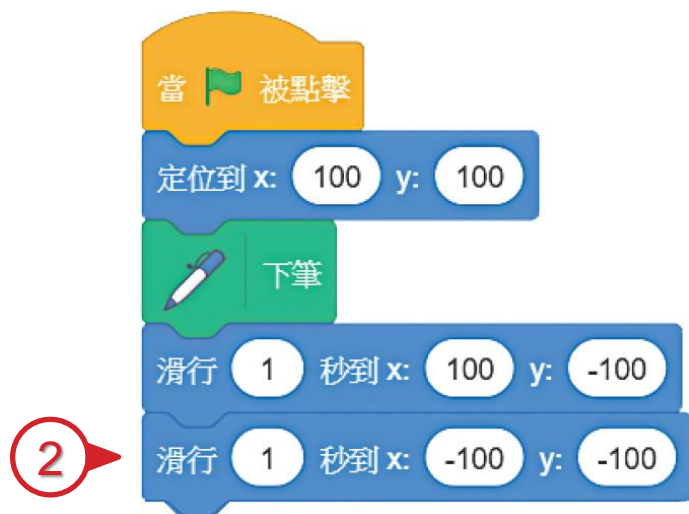 當 被點擊
定位到 x: 100 y: 100
下筆
滑行 1 秒到 x: 100 y: -100
2 滑行 1 秒到 x: -100 y: -100